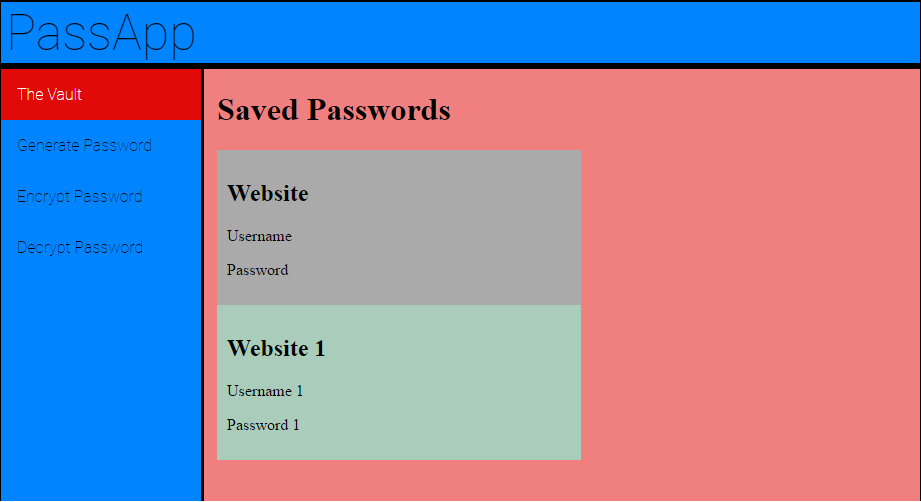 PassApp
The Vault
Generate Password
Encrypt Password
Decrypt Password
Saved Passwords
Website
Username
Password
Website 1
Username 1
Password 1